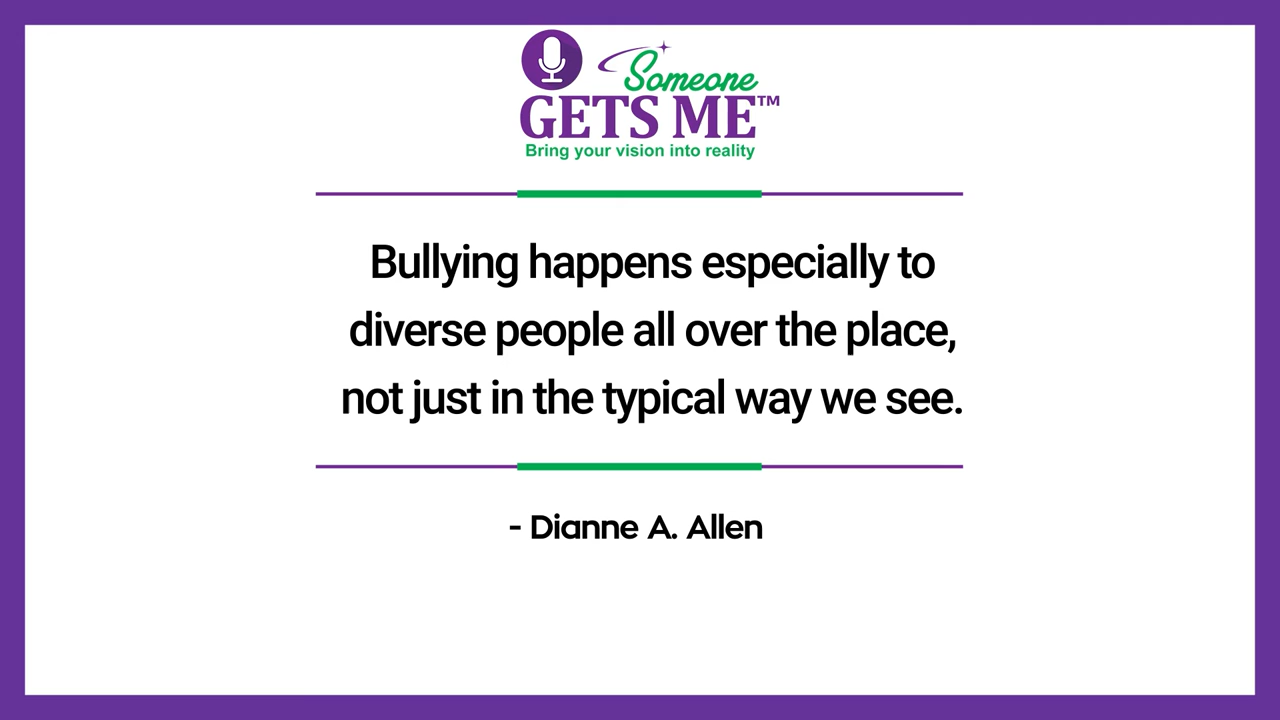 Someone
GETS ME™
Bring your vision into reality
Bullying happens especially to
diverse people all over the place,
not just in the typical way we see.
- Dianne A. Allen